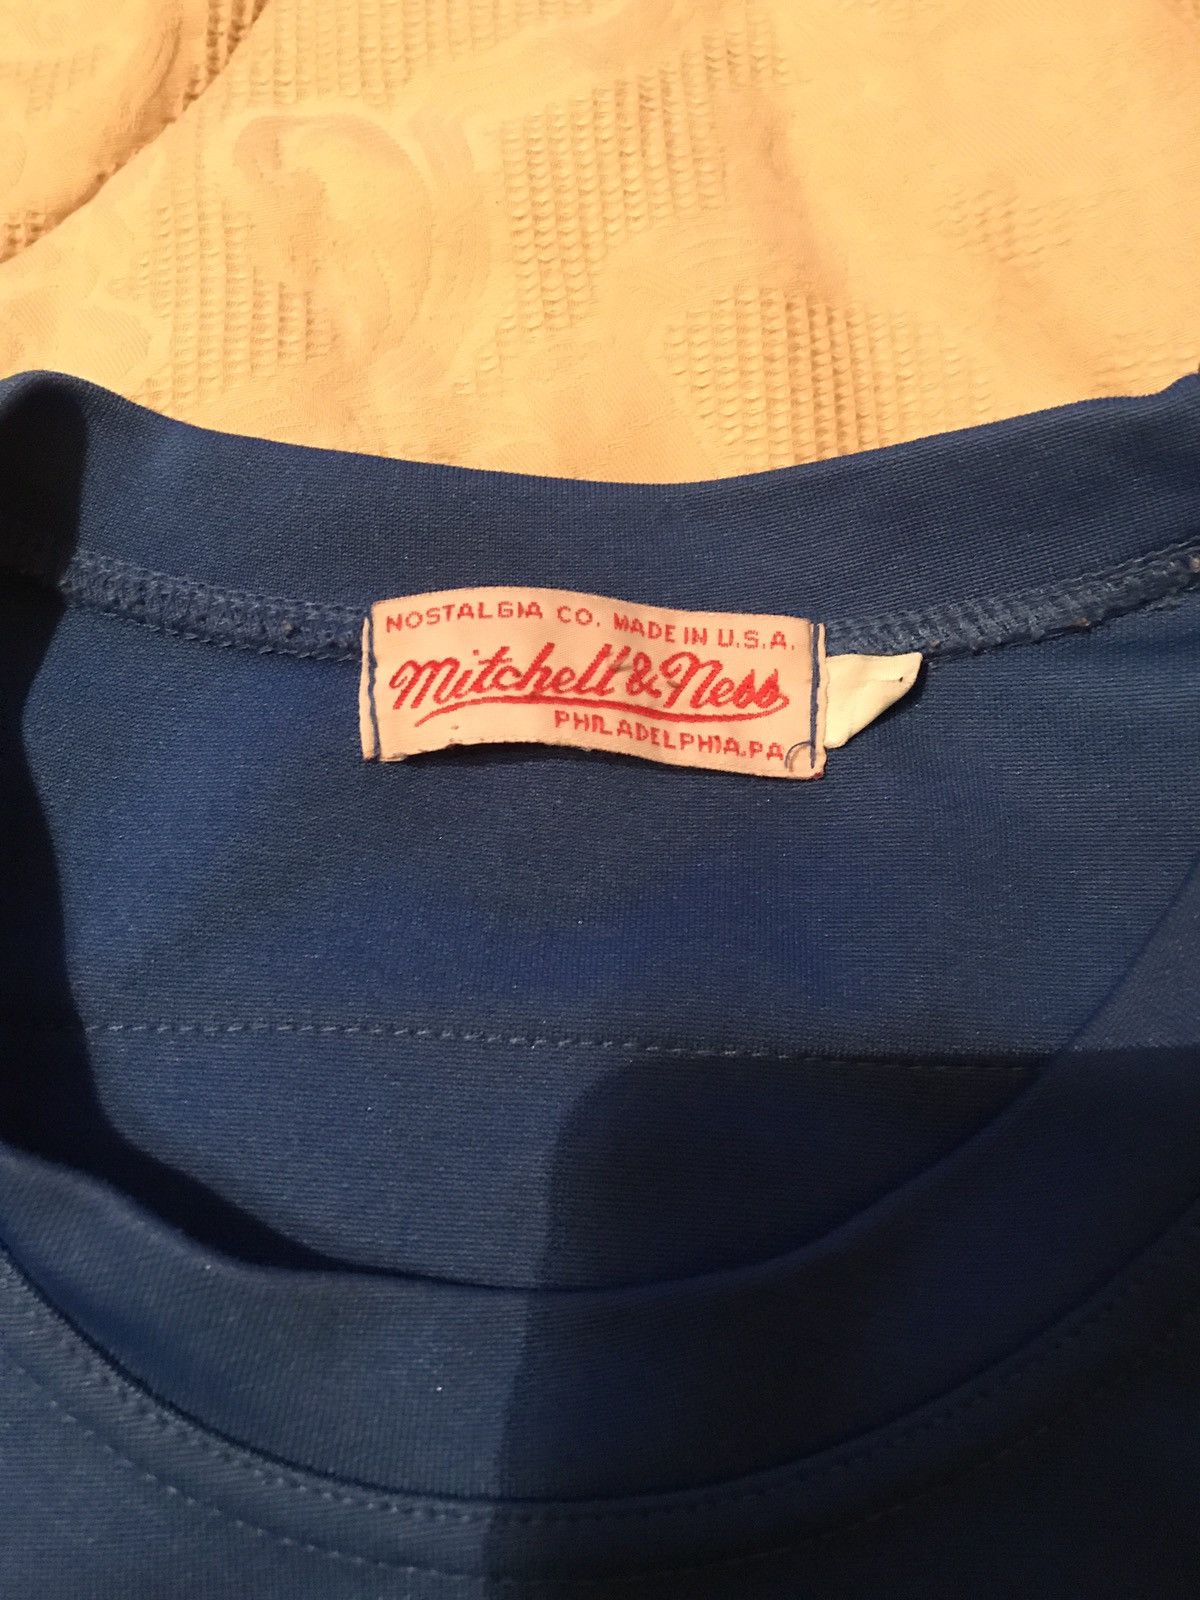 NOSTALGIA CO. MADE IN U.S.A.
Mitchell & Ness
PHILADELPHIA, PA